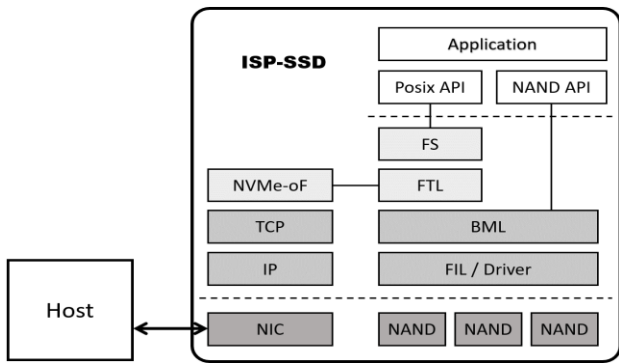 ISP-SSD
Application
Posix API
NAND API
FS
NVMe-oF
FTL
TCP
BML
IP
FIL / Driver
Host
NIC
NAND
NAND
NAND